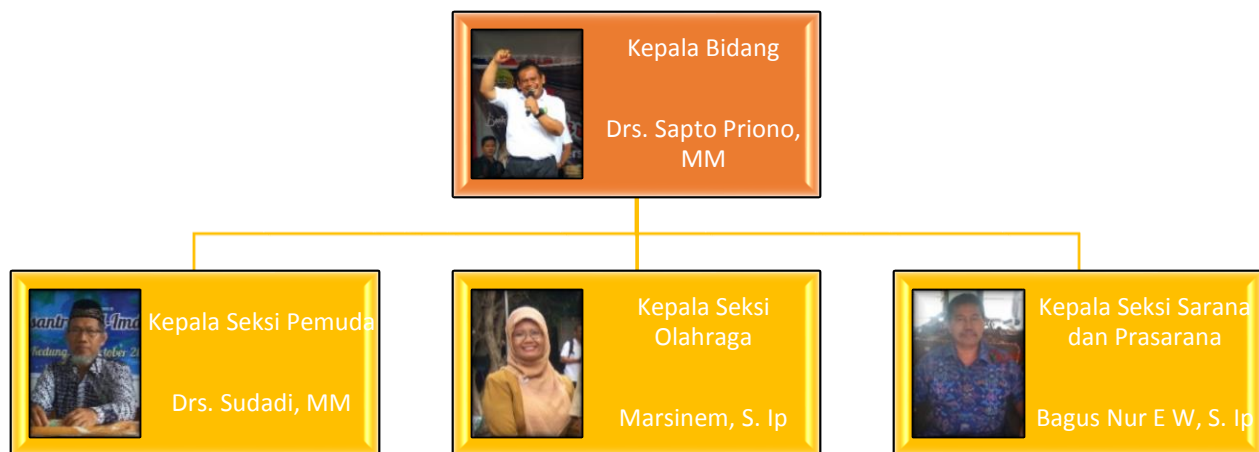 Kepala Bidang
Drs. Sapto Priono,
MM
Kepala Seksi Pemuda
Drs. Sudadi, MM
Kepala Seksi
Olahraga
Marsinem, S. Ip
Kepala Seksi Sarana
dan Prasarana
Bagus Nur E W, S. Ip